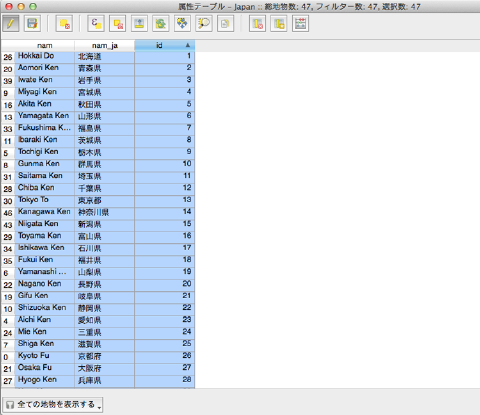 属性テーブル - Japan :: 総地物数: 47, フィルター数: 47, 選択数: 47
nam nam_ja id
26 Hokkai Do 北海道 1
20 Aomori Ken 青森県 2
39 Iwate Ken 岩手県 3
9 Miyagi Ken 宮城県 4
16 Akita Ken 秋田県 5
13 Yamagata Ken 山形県 6
33 Fukushima K... 福島県 7
11 Ibaraki Ken 茨城県 8
5 Tochigi Ken 栃木県 9
8 Gunma Ken 群馬県 10
31 Saitama Ken 埼玉県 11
28 Chiba Ken 千葉県 12
30 Tokyo To 東京都 13
46 Kanagawa Ken 神奈川県 14
43 Niigata Ken 新潟県 15
29 Toyama Ken 富山県 16
34 Ishikawa Ken 石川県 17
35 Fukui Ken 福井県 18
6 Yamanashi ... 山梨県 19
22 Nagano Ken 長野県 20
19 Gifu Ken 岐阜県 21
10 Shizuoka Ken 静岡県 22
4 Aichi Ken 愛知県 23
24 Mie Ken 三重県 24
7 Shiga Ken 滋賀県 25
0 Kyoto Fu 京都府 26
21 Osaka Fu 大阪府 27
27 Hyogo Ken 兵庫県 28
全ての地物を表示する